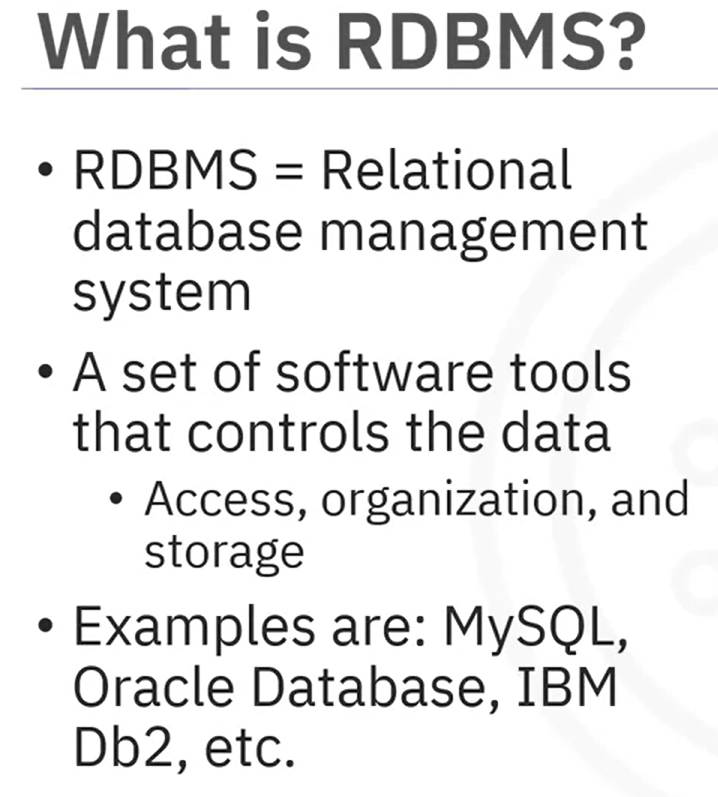 What is RDBMS?
• RDBMS = Relational
database management
system
• A set of software tools
that controls the data
• Access, organization, and
storage
• Examples are: MySQL,
Oracle Database, IBM
Db2, etc.